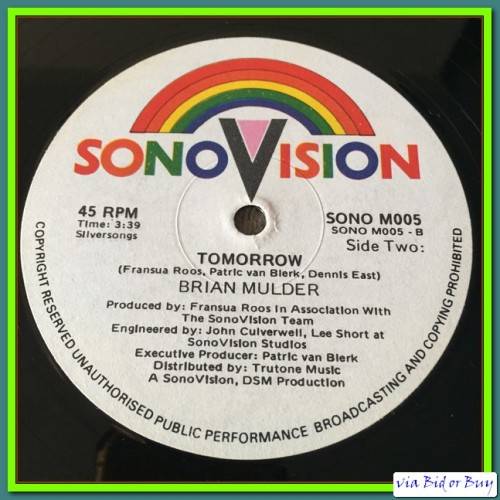 SONOVISION
45 RPM
Time: 3:39
Silversongs
SONO M005
SONO M005 - B
Side Two:
TOMORROW
(Fransua Roos, Patric van Blerk, Dennis East)
BRIAN MULDER
Produced by: Fransua Roos in Association With
The SonoVision Team
Engineered by: John Culverwell, Lee Short at
SonoVision Studios
Executive Producer: Patric van Blerk
Distributed by: Trutone Music
A SonoVision, DSM Production
COPYRIGHT RESERVED UNAUTHORISED PUBLIC PERFORMANCE BROADCASTING AND COPYING PROHIBITED
via Bid or Buy